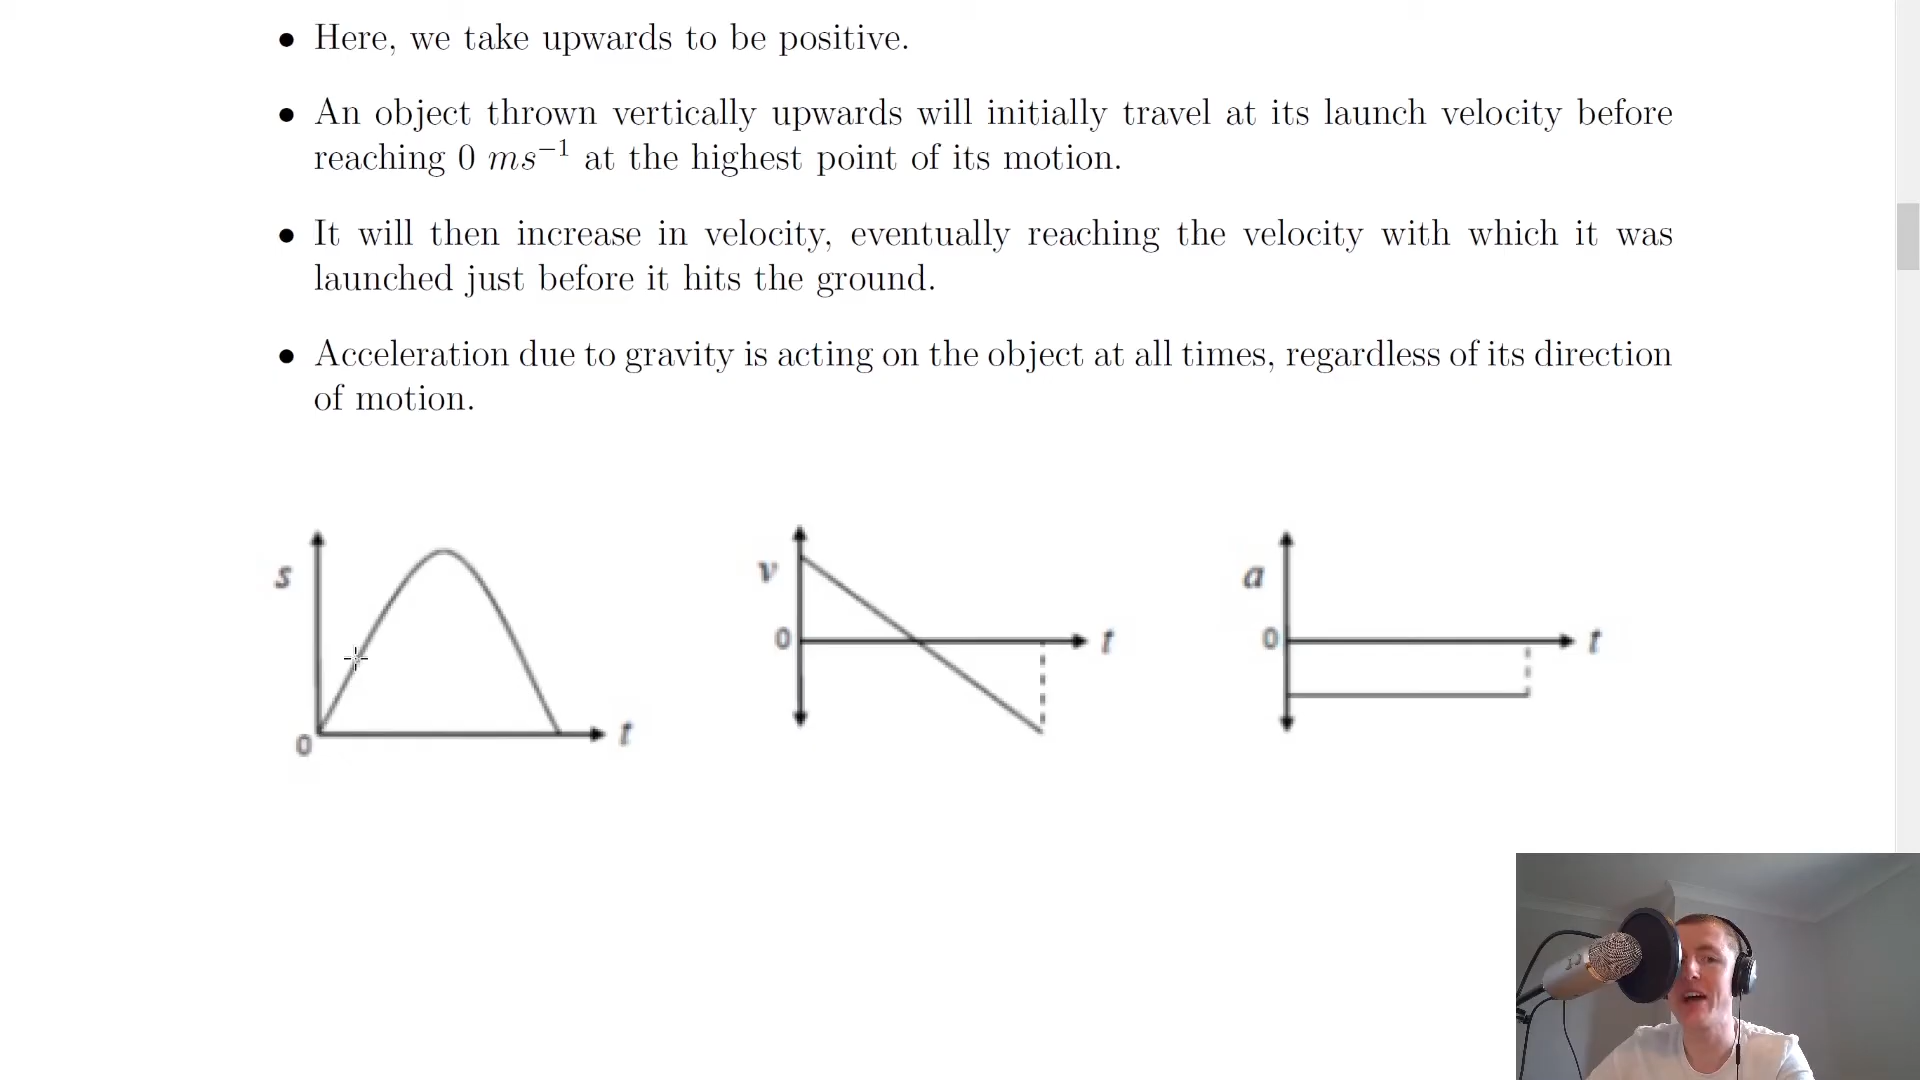 • Here, we take upwards to be positive.
• An object thrown vertically upwards will initially travel at its launch velocity before
reaching 0 ms⁻¹ at the highest point of its motion.
• It will then increase in velocity, eventually reaching the velocity with which it was
launched just before it hits the ground.
• Acceleration due to gravity is acting on the object at all times, regardless of its direction
of motion.
s
0
t
v
0
t
a
0
t